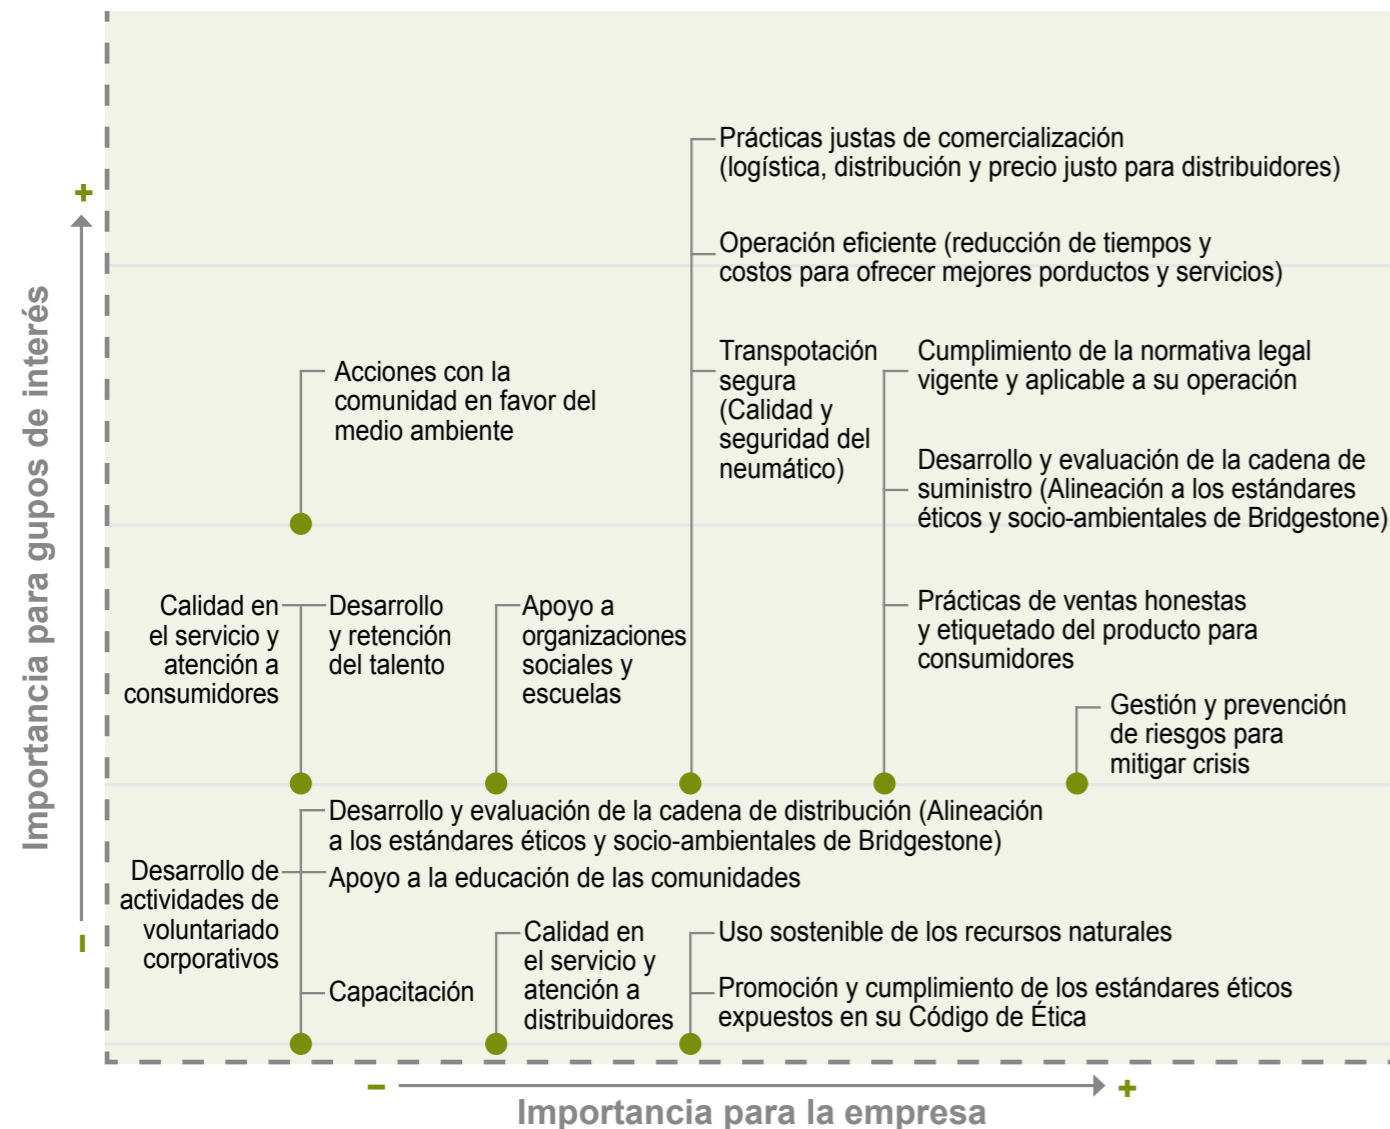 Prácticas justas de comercialización
(logística, distribución y precio justo para distribuidores)
+
Operación eficiente (reducción de tiempos y
costos para ofrecer mejores porductos y servicios)
Importancia para gupos de interés
Acciones con la
comunidad en favor del
medio ambiente
Transpotación
segura
(Calidad y
seguridad del
neumático)
Cumplimiento de la normativa legal
vigente y aplicable a su operación
Desarrollo y evaluación de la cadena de
suministro (Alineación a los estándares
éticos y socio-ambientales de Bridgestone)
Calidad en
el servicio y
atención a
consumidores
Desarrollo
y retención
del talento
Apoyo a
organizaciones
sociales y
escuelas
Prácticas de ventas honestas
y etiquetado del producto para
consumidores
Gestión y prevención
de riesgos para
mitigar crisis
Desarrollo y evaluación de la cadena de distribución (Alineación
a los estándares éticos y socio-ambientales de Bridgestone)
Desarrollo de
actividades de
voluntariado
corporativos
Apoyo a la educación de las comunidades
Capacitación
Calidad en
el servicio y
atención a
distribuidores
Uso sostenible de los recursos naturales
Promoción y cumplimiento de los estándares éticos
expuestos en su Código de Ética
–
– +
Importancia para la empresa